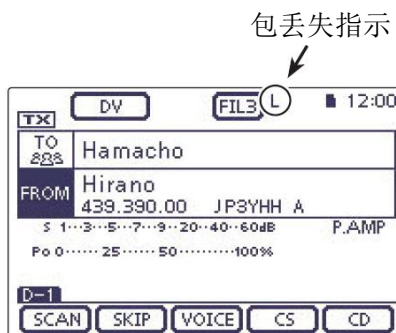 包丢失指示
DV FIL3 L 12:00
TX
TO Hamacho
FROM Hirano
439.390.00 JP3YHH A
S 1··3··5··7··9··20··40··60dB P.AMP
Po 0······25······50··········100%
D-1
SCAN SKIP VOICE CS CD